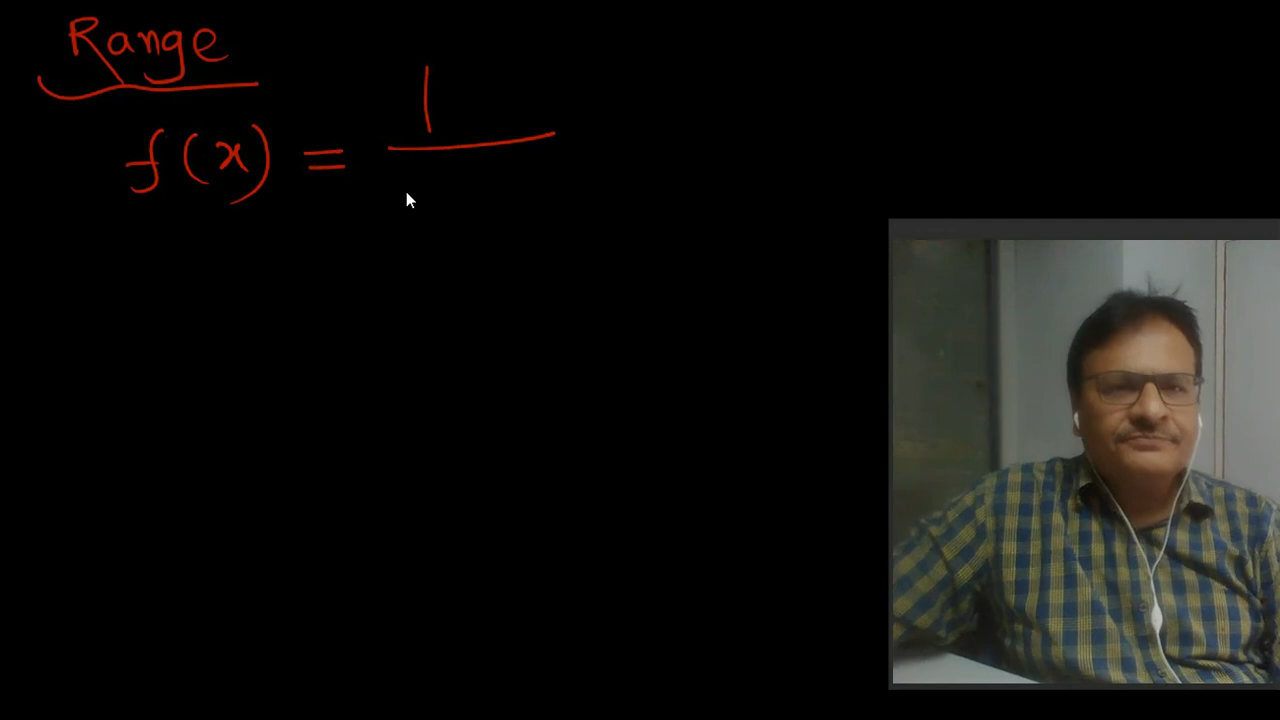 Range
f(x) = 1/